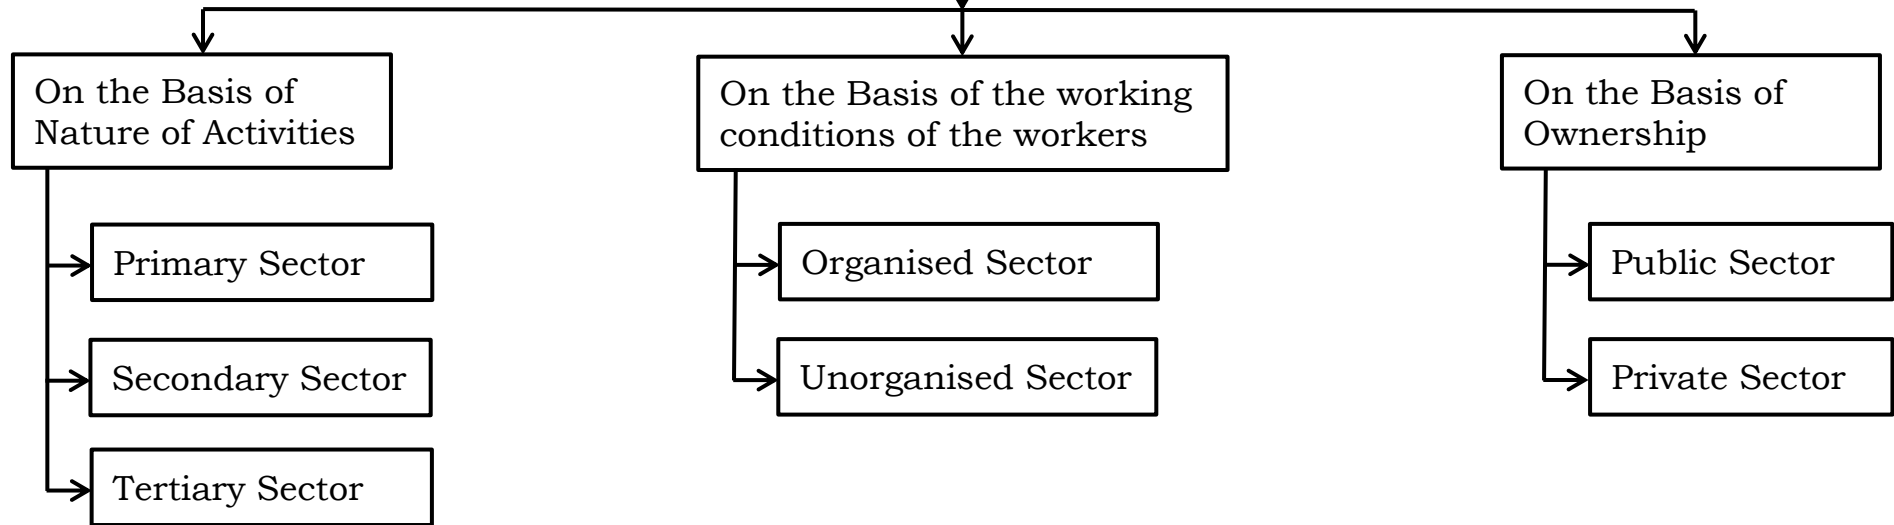 On the Basis of
Nature of Activities
Primary Sector
Secondary Sector
Tertiary Sector
On the Basis of the working
conditions of the workers
Organised Sector
Unorganised Sector
On the Basis of
Ownership
Public Sector
Private Sector